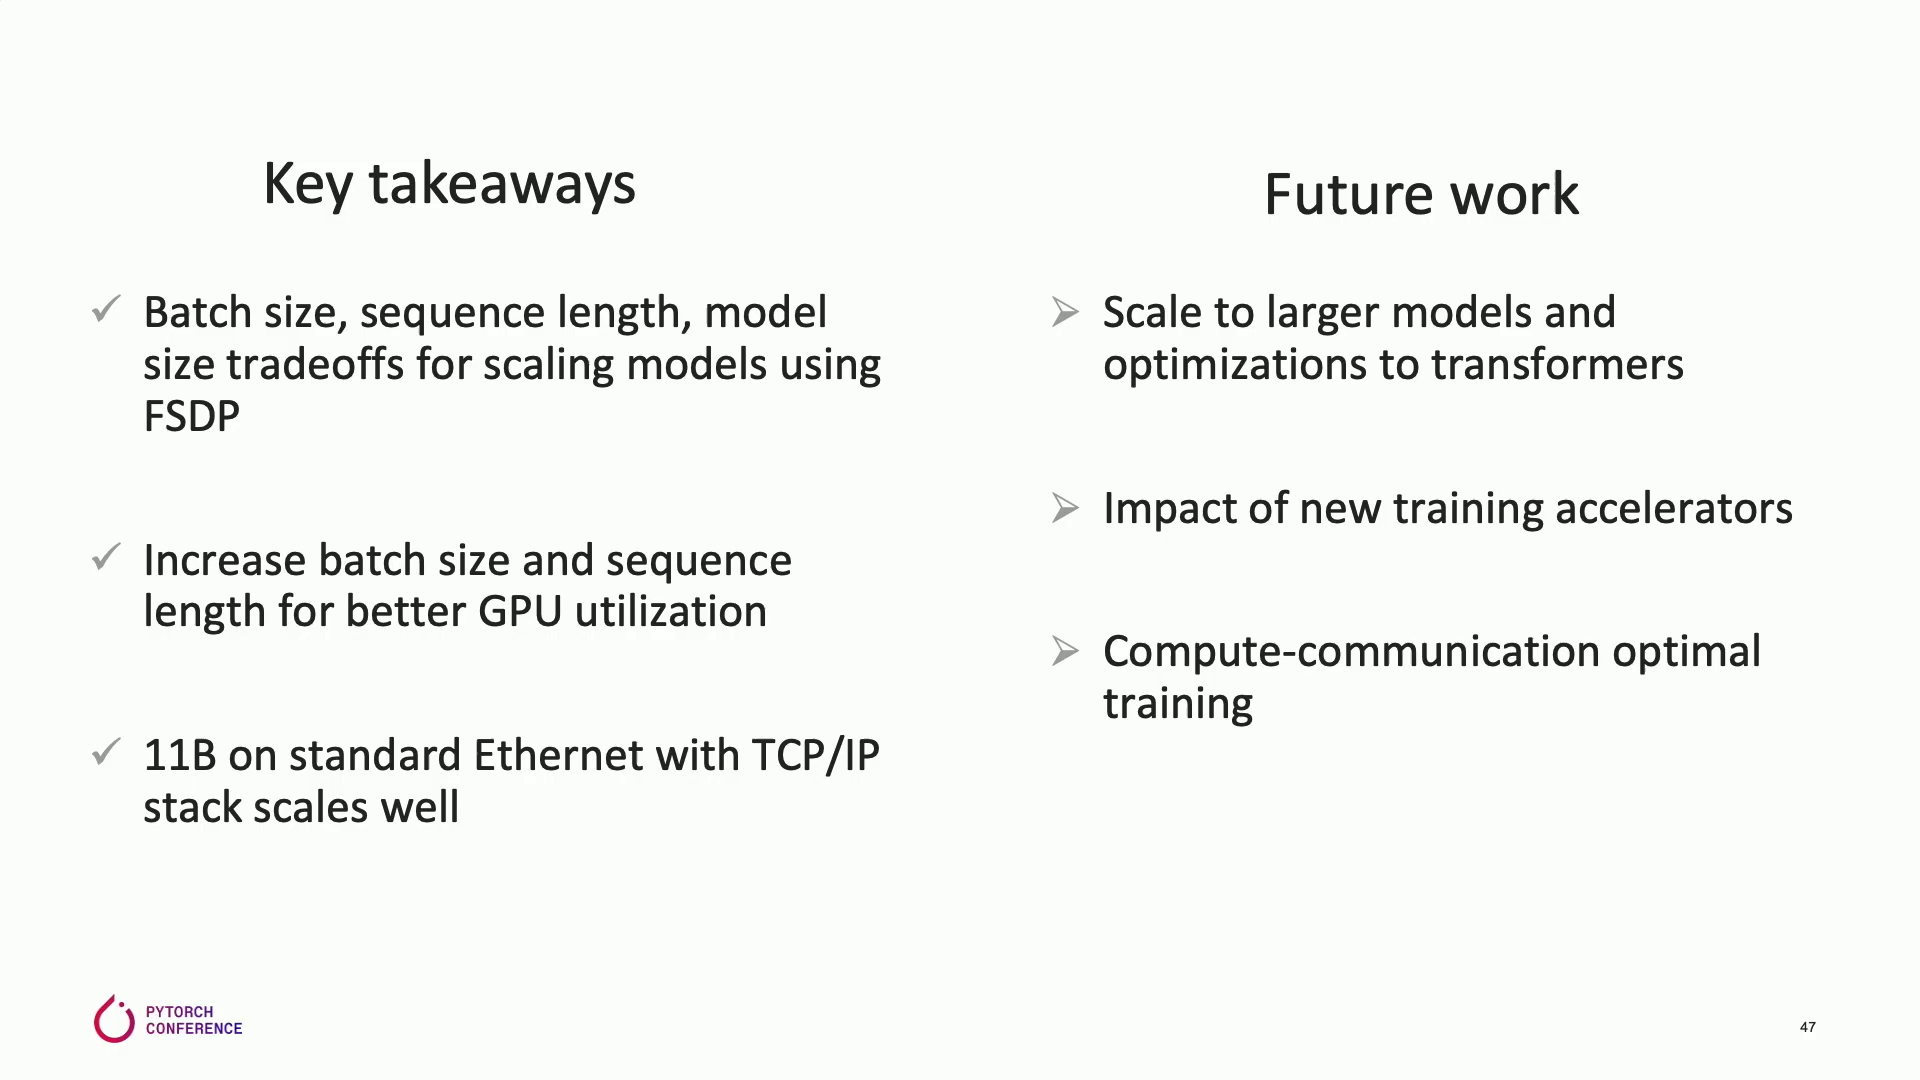 Key takeaways
Batch size, sequence length, model
size tradeoffs for scaling models using
FSDP
Increase batch size and sequence
length for better GPU utilization
11B on standard Ethernet with TCP/IP
stack scales well
Future work
Scale to larger models and
optimizations to transformers
Impact of new training accelerators
Compute-communication optimal
training
PYTORCH
CONFERENCE
47